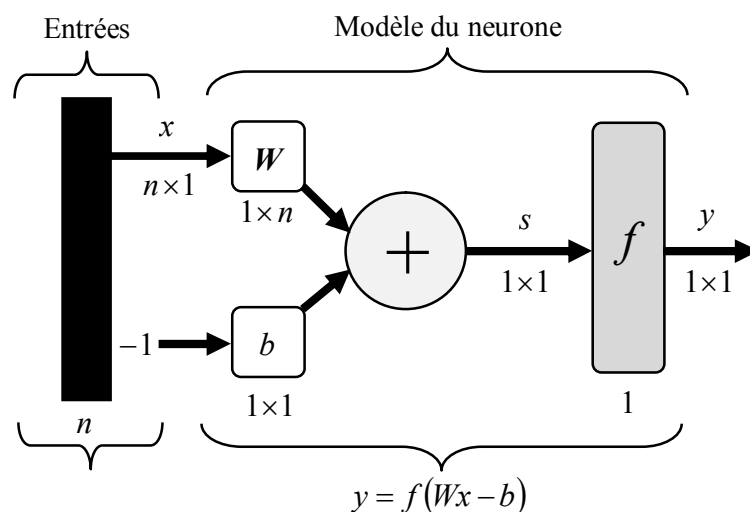 Entrées
Modèle du neurone
x
n×1
W
1×n
+
s
1×1
f
y
1×1
−1
b
1×1
n
1
y = f(Wx − b)